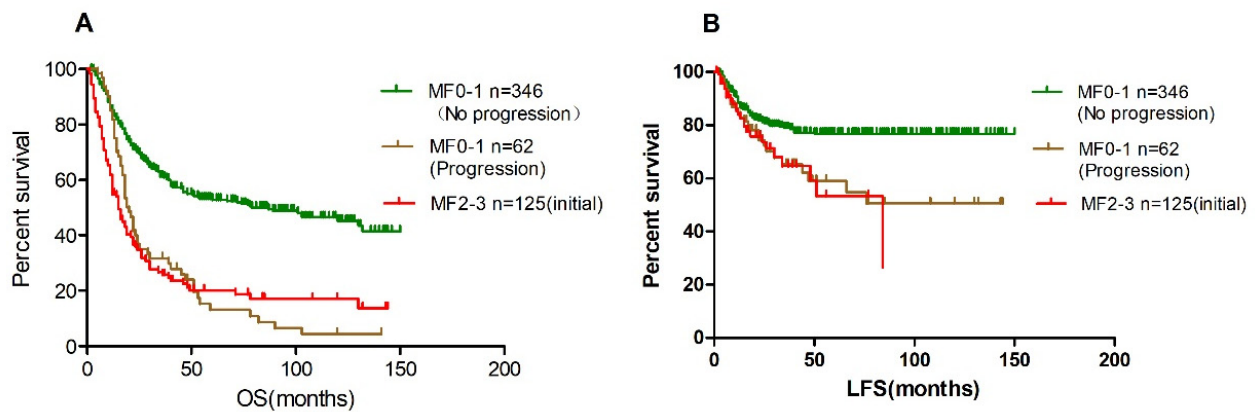 A
100
80
60
40
20
0
Percent survival
0 50 100 150 200
OS(months)
MF0-1 n=346
（No progression）
MF0-1 n=62
(Progression)
MF2-3 n=125(initial)
B
100
80
60
40
20
0
Percent survival
0 50 100 150 200
LFS(months)
MF0-1 n=346
(No progression)
MF0-1 n=62
(Progression)
MF2-3 n=125(initial)